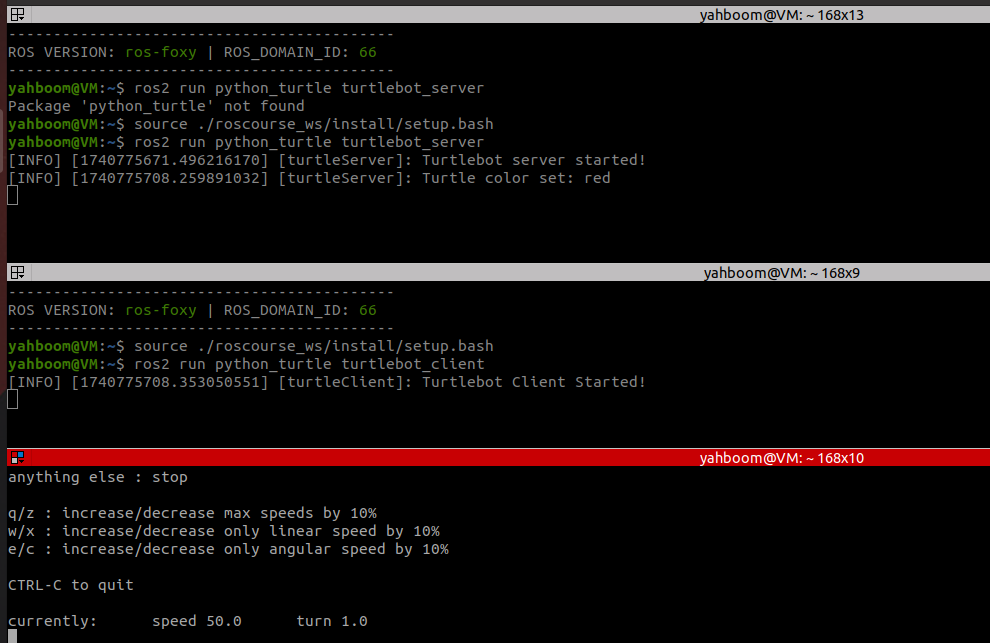 yahboom@VM: ~ 168x13
-------------------------------------------
ROS VERSION: ros-foxy | ROS_DOMAIN_ID: 66
-------------------------------------------
yahboom@VM:~$ ros2 run python_turtle turtlebot_server
Package 'python_turtle' not found
yahboom@VM:~$ source ./roscourse_ws/install/setup.bash
yahboom@VM:~$ ros2 run python_turtle turtlebot_server
[INFO] [1740775671.496216170] [turtleServer]: Turtlebot server started!
[INFO] [1740775708.259891032] [turtleServer]: Turtle color set: red
yahboom@VM: ~ 168x9
-------------------------------------------
ROS VERSION: ros-foxy | ROS_DOMAIN_ID: 66
-------------------------------------------
yahboom@VM:~$ source ./roscourse_ws/install/setup.bash
yahboom@VM:~$ ros2 run python_turtle turtlebot_client
[INFO] [1740775708.353050551] [turtleClient]: Turtlebot Client Started!
yahboom@VM: ~ 168x10
anything else : stop
q/z : increase/decrease max speeds by 10%
w/x : increase/decrease only linear speed by 10%
e/c : increase/decrease only angular speed by 10%
CTRL-C to quit
currently:      speed 50.0      turn 1.0